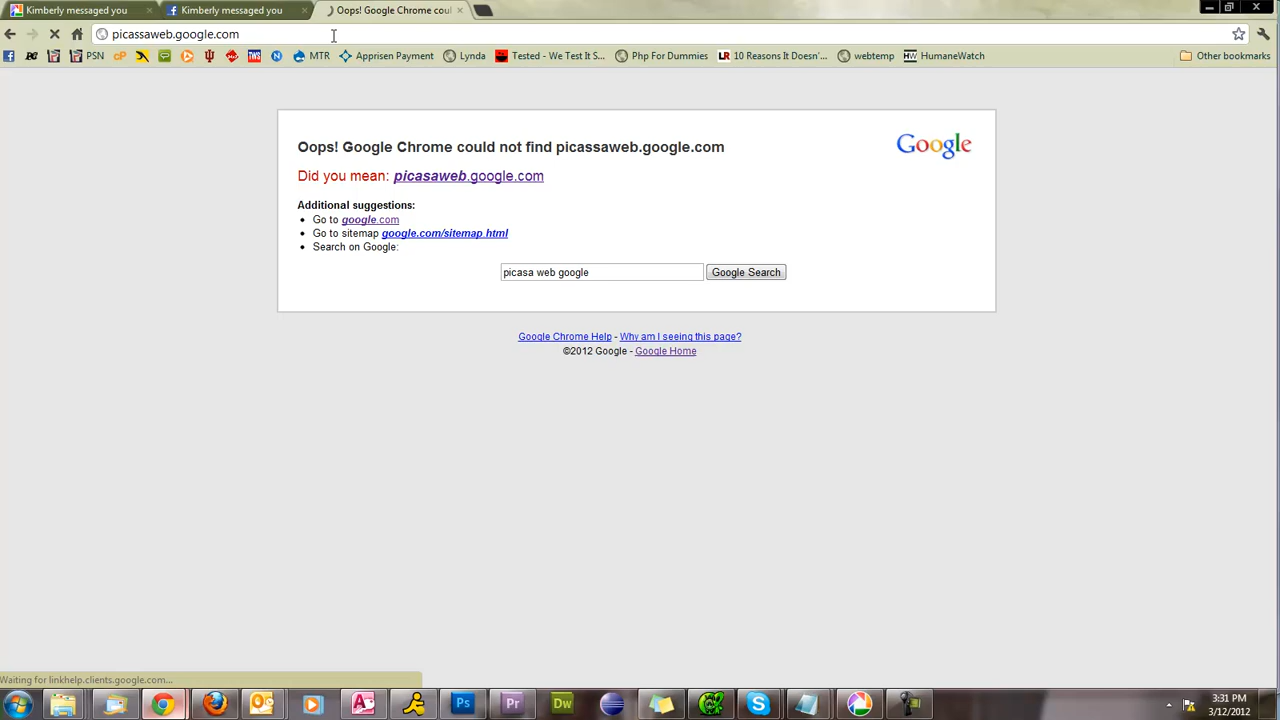 Kimberly messaged you
Kimberly messaged you
Oops! Google Chrome coul
picassaweb.google.com
PSN
MTR
Apprisen Payment
Lynda
Tested - We Test It S...
Php For Dummies
10 Reasons It Doesn'...
webtemp
HumaneWatch
Other bookmarks
Oops! Google Chrome could not find picassaweb.google.com
Google
Did you mean: picasaweb.google.com
Additional suggestions:
Go to google.com
Go to sitemap google.com/sitemap.html
Search on Google:
picasa web google
Google Search
Google Chrome Help - Why am I seeing this page?
©2012 Google - Google Home
Waiting for linkhelp.clients.google.com...
3:31 PM
3/12/2012